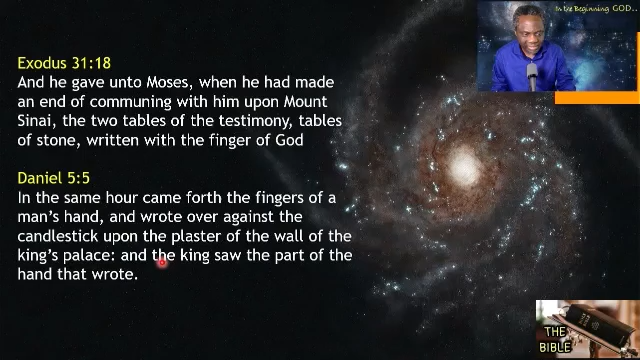 In the Beginning GOD..
Exodus 31:18
And he gave unto Moses, when he had made
an end of communing with him upon Mount
Sinai, the two tables of the testimony, tables
of stone, written with the finger of God
Daniel 5:5
In the same hour came forth the fingers of a
man's hand, and wrote over against the
candlestick upon the plaster of the wall of the
king's palace: and the king saw the part of the
hand that wrote.
THE
BIBLE